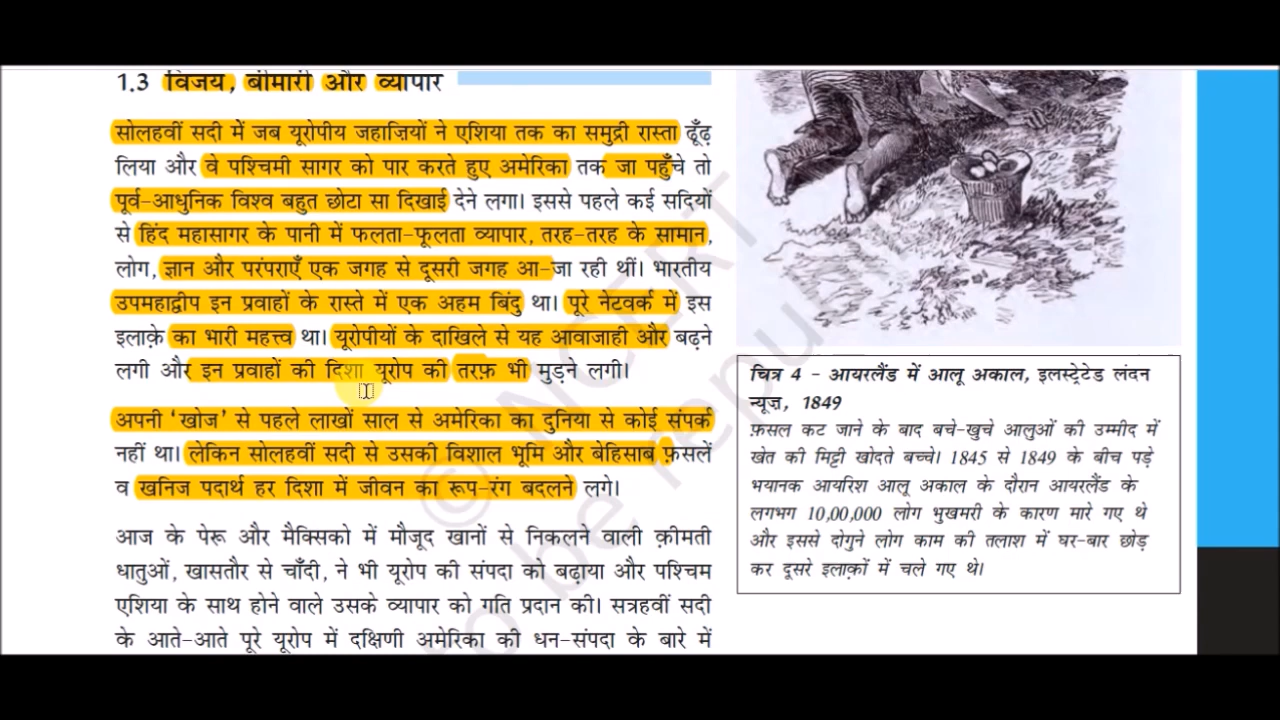 1.3 विजय, बीमारी और व्यापार
सोलहवीं सदी में जब यूरोपीय जहाज़ियों ने एशिया तक का समुद्री रास्ता ढूँढ़
लिया और वे पश्चिमी सागर को पार करते हुए अमेरिका तक जा पहुँचे तो
पूर्व-आधुनिक विश्व बहुत छोटा सा दिखाई देने लगा। इससे पहले कई सदियों
से हिंद महासागर के पानी में फलता-फूलता व्यापार, तरह-तरह के सामान,
लोग, ज्ञान और परंपराएँ एक जगह से दूसरी जगह आ-जा रही थीं। भारतीय
उपमहाद्वीप इन प्रवाहों के रास्ते में एक अहम बिंदु था। पूरे नेटवर्क में इस
इलाक़े का भारी महत्त्व था। यूरोपीयों के दाखिले से यह आवाजाही और बढ़ने
लगी और इन प्रवाहों की दिशा यूरोप की तरफ़ भी मुड़ने लगी।
अपनी ‘खोज’ से पहले लाखों साल से अमेरिका का दुनिया से कोई संपर्क
नहीं था। लेकिन सोलहवीं सदी से उसकी विशाल भूमि और बेहिसाब फ़सलें
व खनिज पदार्थ हर दिशा में जीवन का रूप-रंग बदलने लगे।
आज के पेरू और मैक्सिको में मौजूद खानों से निकलने वाली क़ीमती
धातुओं, खासतौर से चाँदी, ने भी यूरोप की संपदा को बढ़ाया और पश्चिम
एशिया के साथ होने वाले उसके व्यापार को गति प्रदान की। सत्रहवीं सदी
के आते-आते पूरे यूरोप में दक्षिणी अमेरिका की धन-संपदा के बारे में
चित्र 4 - आयरलैंड में आलू अकाल, इलस्ट्रेटेड लंदन
न्यूज़, 1849
फ़सल कट जाने के बाद बचे-खुचे आलुओं की उम्मीद में
खेत की मिट्टी खोदते बच्चे। 1845 से 1849 के बीच पड़े
भयानक आयरिश आलू अकाल के दौरान आयरलैंड के
लगभग 10,00,000 लोग भुखमरी के कारण मारे गए थे
और इससे दोगुने लोग काम की तलाश में घर-बार छोड़
कर दूसरे इलाक़ों में चले गए थे।
© NCERT
to be repu